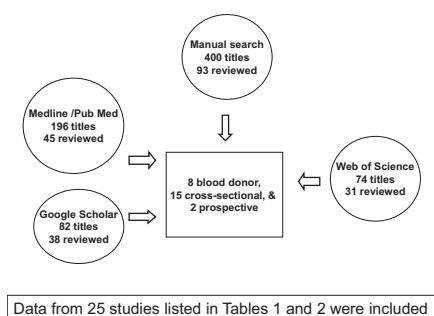 Manual search
400 titles
93 reviewed
Medline /Pub Med
196 titles
45 reviewed
Web of Science
74 titles
31 reviewed
8 blood donor,
15 cross-sectional, &
2 prospective
Google Scholar
82 titles
38 reviewed
Data from 25 studies listed in Tables 1 and 2 were included